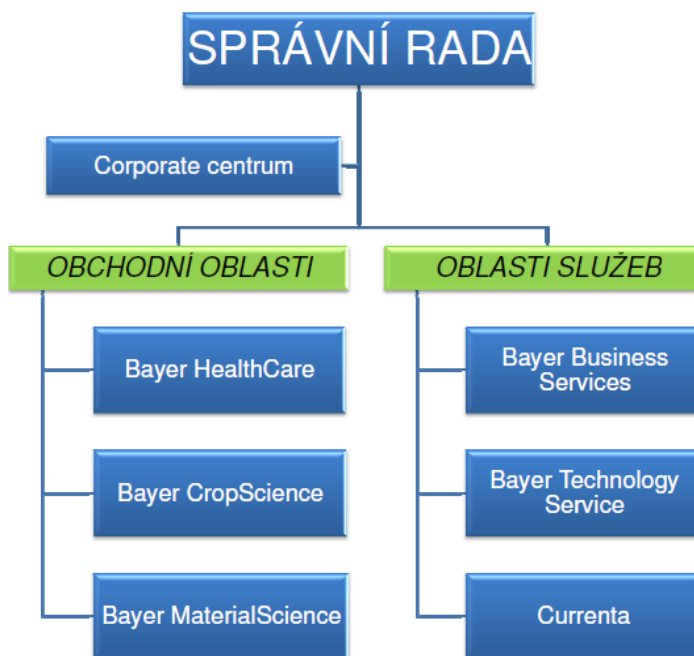 SPRÁVNÍ RADA
Corporate centrum
OBCHODNÍ OBLASTI
Bayer HealthCare
Bayer CropScience
Bayer MaterialScience
OBLASTI SLUŽEB
Bayer Business
Services
Bayer Technology
Service
Currenta